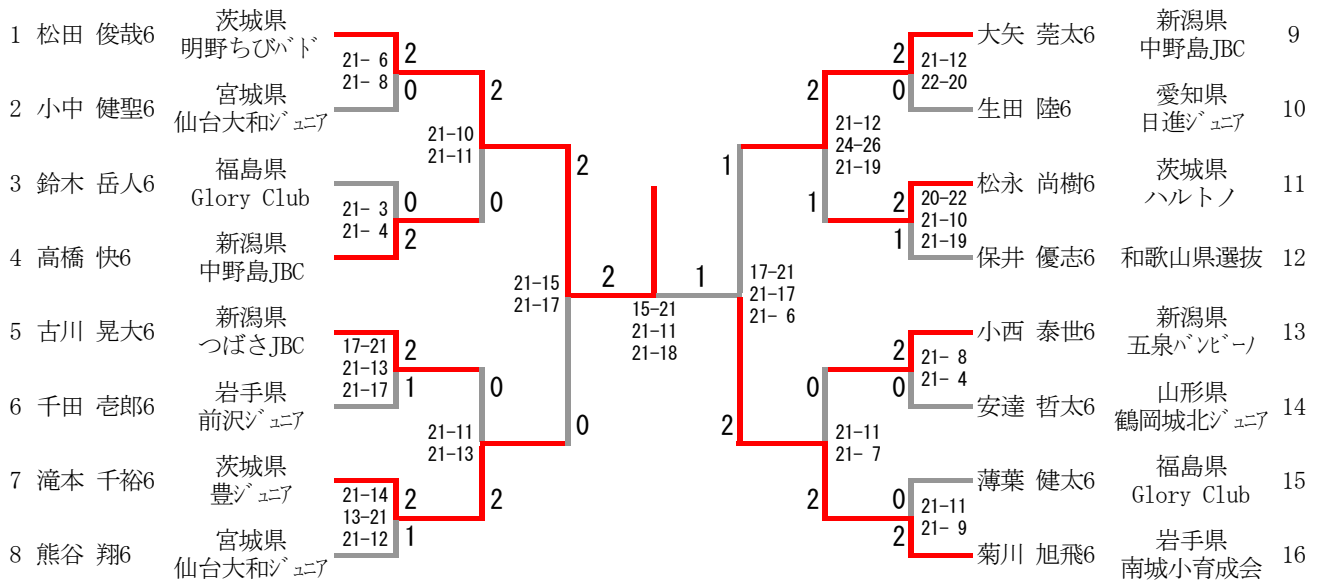 1 松田 俊哉6 茨城県
明野ちびバド
2 小中 健聖6 宮城県
仙台大和ジュニア
3 鈴木 岳人6 福島県
Glory Club
4 高橋 快6 新潟県
中野島JBC
5 古川 晃大6 新潟県
つばさJBC
6 千田 壱郎6 岩手県
前沢ジュニア
7 滝本 千裕6 茨城県
豊ジュニア
8 熊谷 翔6 宮城県
仙台大和ジュニア
21- 6
21- 8
2
0
21- 3
21- 4
0
2
17-21
21-13
21-17
2
1
21-14
13-21
21-12
2
1
21-10
21-11
2
0
21-11
21-13
0
2
21-15
21-17
2
0
2
1
15-21
21-11
21-18
17-21
21-17
21- 6
1
2
21-12
24-26
21-19
2
1
21-11
21- 7
0
2
21-12
22-20
2
0
20-22
21-10
21-19
2
1
21- 8
21- 4
2
0
21-11
21- 9
0
2
大矢 莞太6 新潟県
中野島JBC 9
生田 陸6 愛知県
日進ジュニア 10
松永 尚樹6 茨城県
ハルトノ 11
保井 優志6 和歌山県選抜 12
小西 泰世6 新潟県
五泉バンビーノ 13
安達 哲太6 山形県
鶴岡城北ジュニア 14
薄葉 健太6 福島県
Glory Club 15
菊川 旭飛6 岩手県
南城小育成会 16